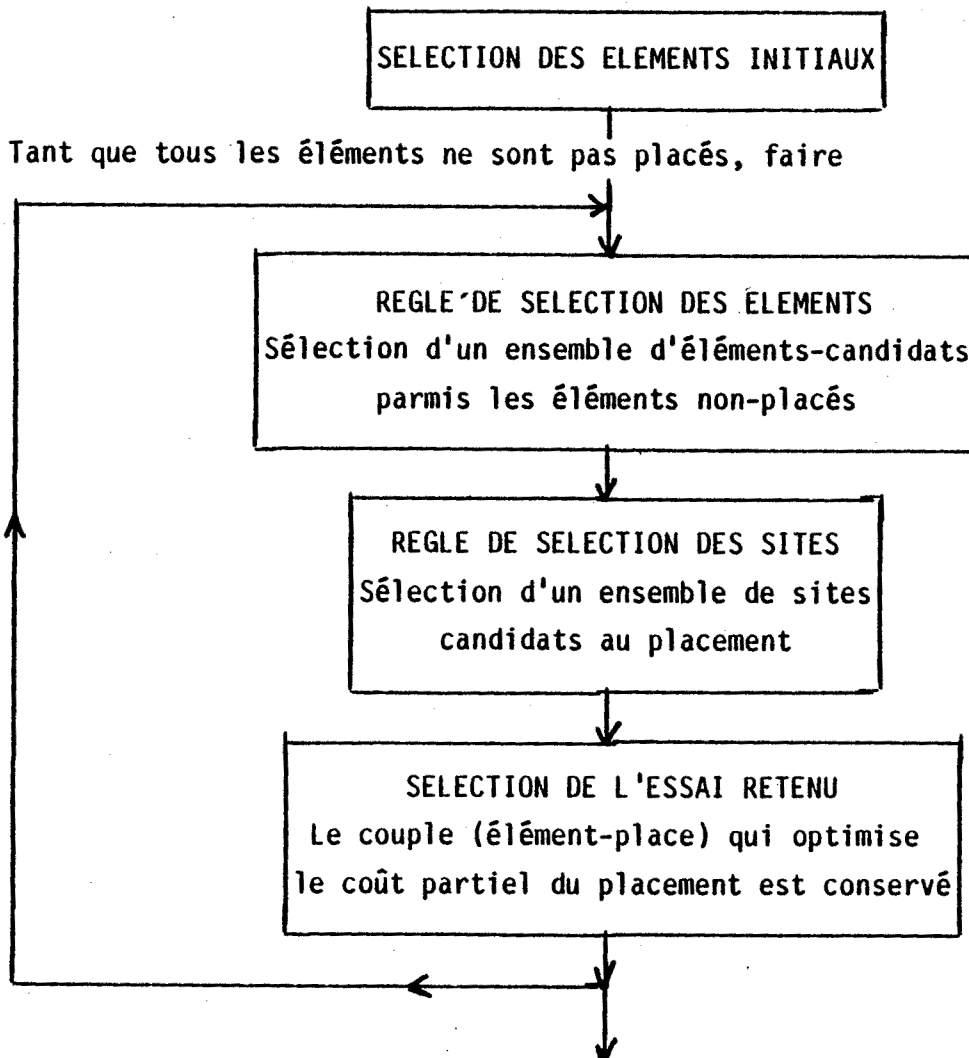 SELECTION DES ELEMENTS INITIAUX
Tant que tous les éléments ne sont pas placés, faire
REGLE DE SELECTION DES ELEMENTS
Sélection d'un ensemble d'éléments-candidats
parmis les éléments non-placés
REGLE DE SELECTION DES SITES
Sélection d'un ensemble de sites
candidats au placement
SELECTION DE L'ESSAI RETENU
Le couple (élément-place) qui optimise
le coût partiel du placement est conservé